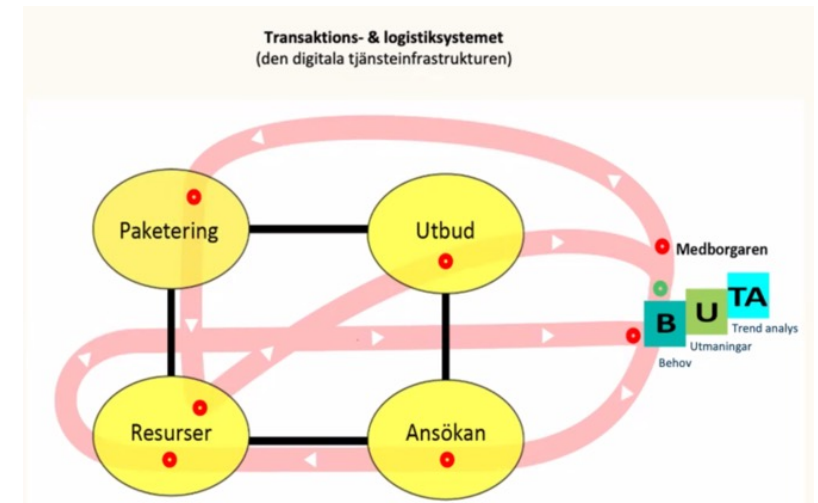 Transaktions- & logistiksystemet
(den digitala tjänsteinfrastrukturen)
Paketering
Utbud
Medborgaren
B U TA
Trend analys
Utmaningar
Behov
Resurser
Ansökan